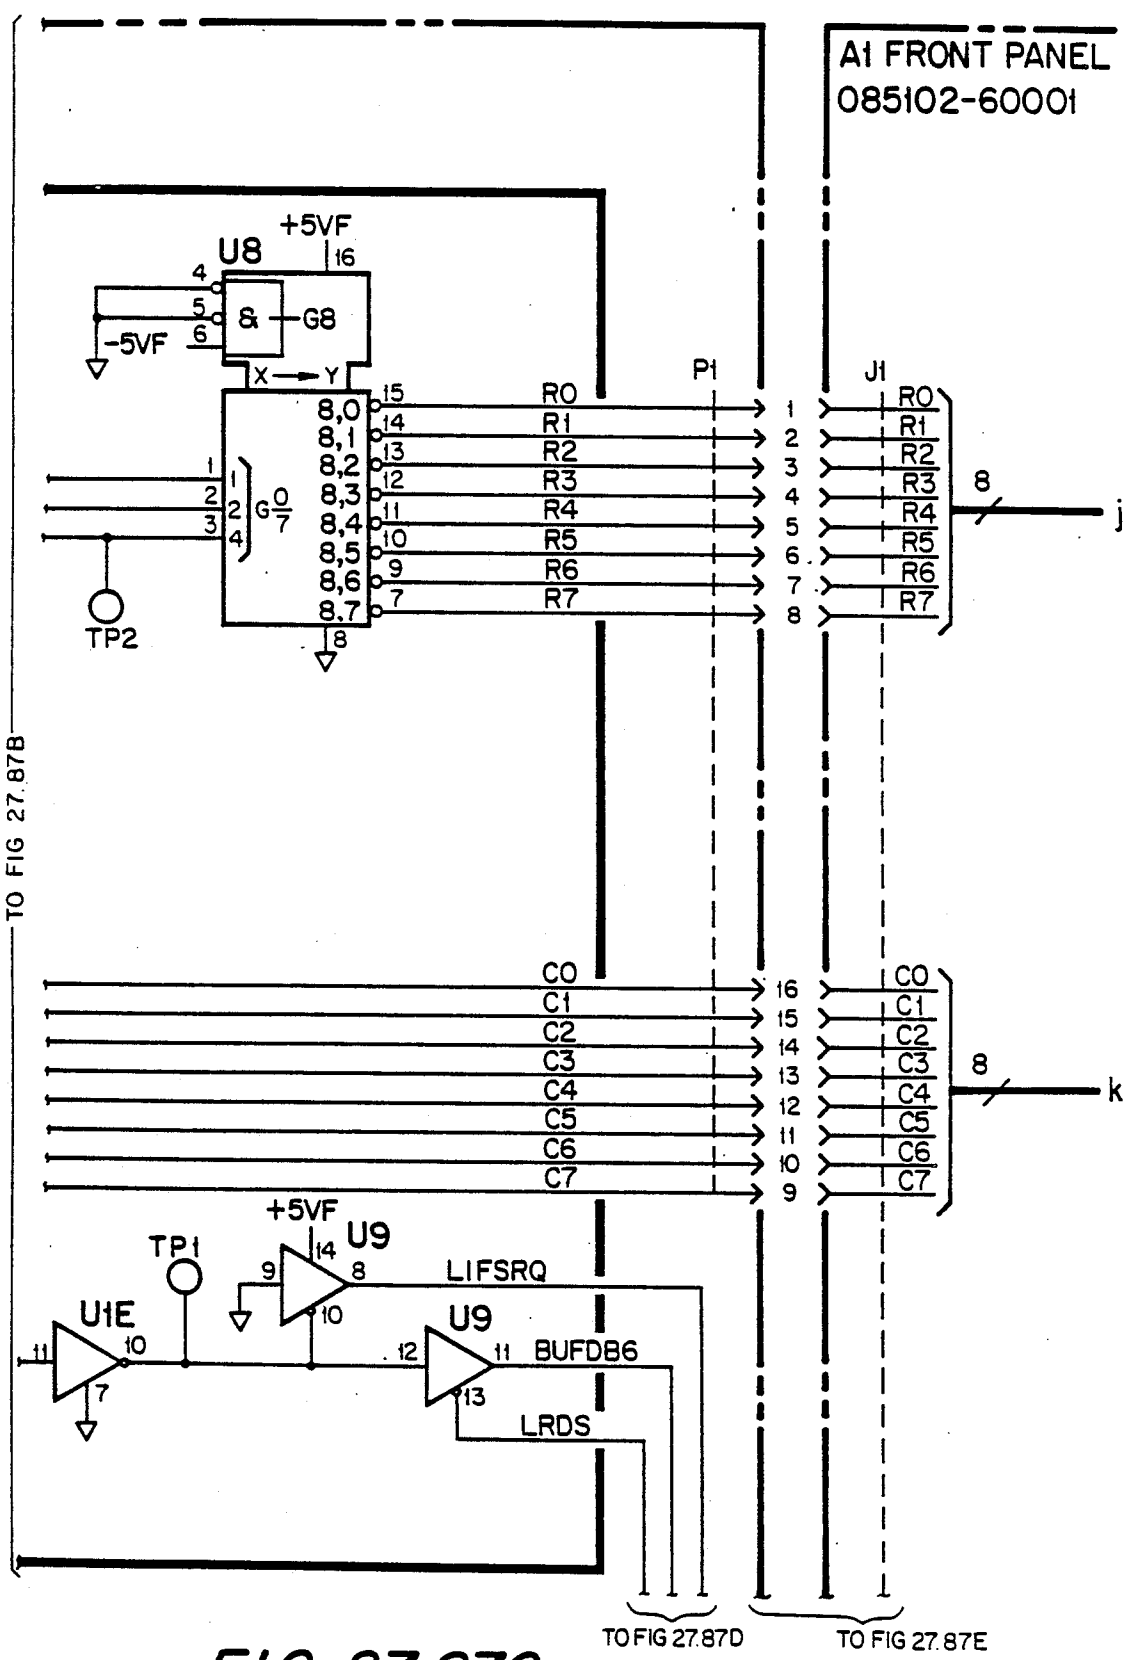 A1 FRONT PANEL
085102-60001
+5VF
U8
16
4
5
&
G8
-5VF
6
X
Y
P1
J1
8,0
15
R0
1
R0
8,1
14
R1
2
R1
8,2
13
R2
3
R2
8,3
12
R3
4
R3
8,4
11
R4
5
R4
8,5
10
R5
6
R5
8,6
9
R6
7
R6
8,7
7
R7
8
R7
1
1
2
2
3
4
G 0/7
8
j
TP2
8
TO FIG 27.87B
C0
16
C0
C1
15
C1
C2
14
C2
C3
13
C3
C4
12
C4
C5
11
C5
C6
10
C6
C7
9
C7
8
k
+5VF
U9
14
TP1
9
8
LIFSRQ
10
U1E
11
10
7
U9
12
11
BUFDB6
13
LRDS
TO FIG 27.87D
TO FIG 27.87E